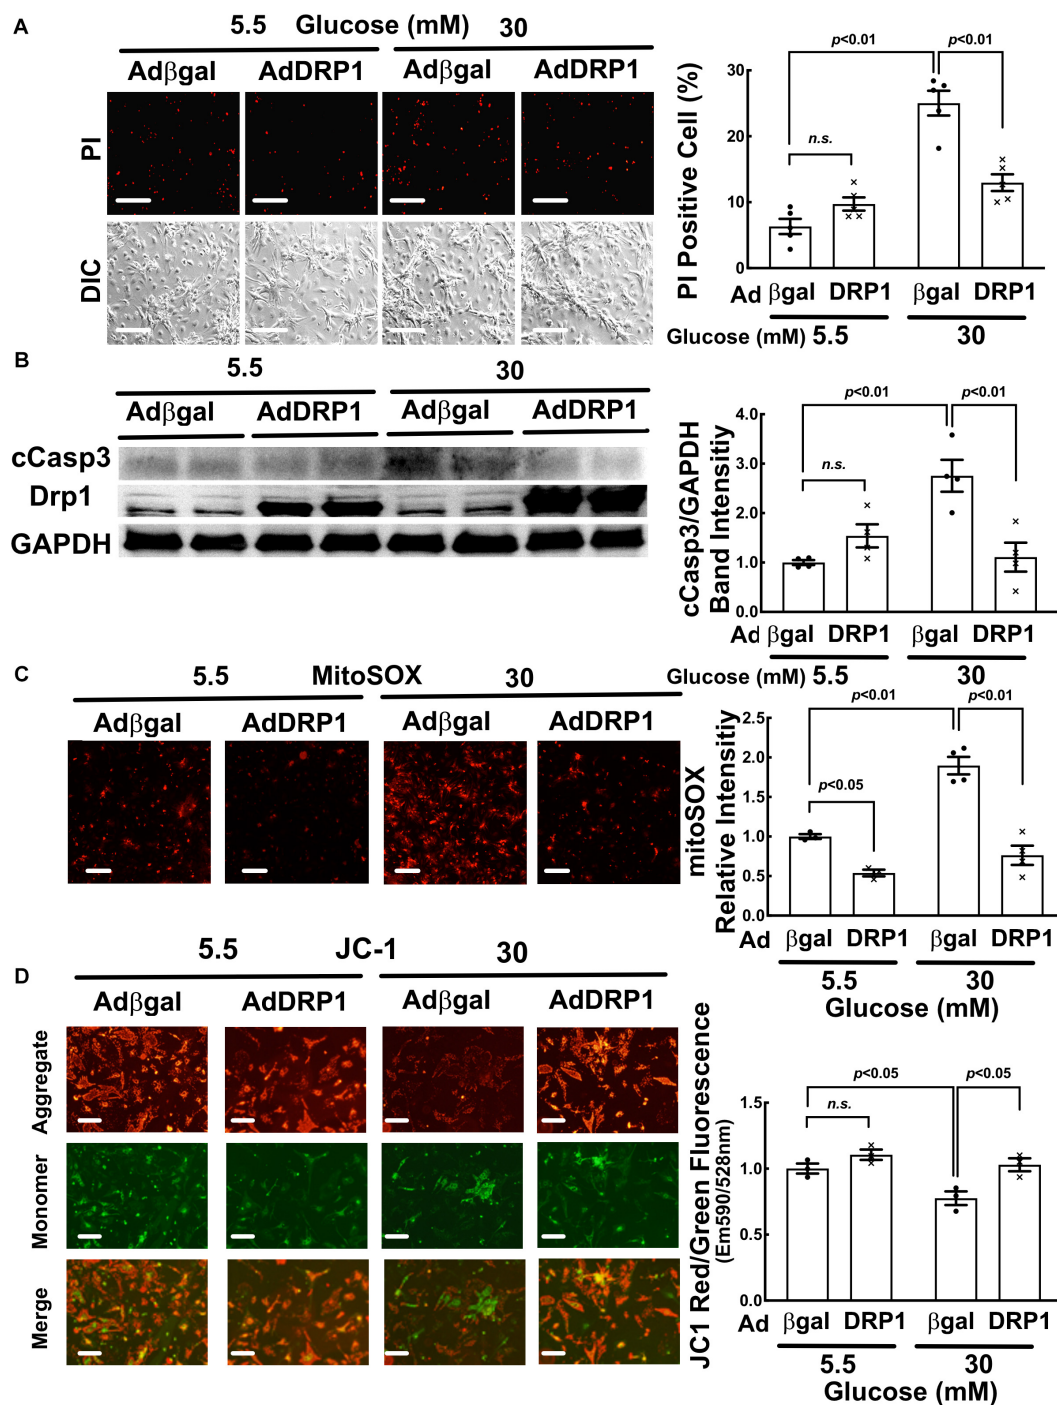 A
5.5 Glucose (mM) 30
Adβgal AdDRP1 Adβgal AdDRP1
PI
DIC
PI Positive Cell (%)
p<0.01 p<0.01
n.s.
30
20
10
0
Ad βgal DRP1 βgal DRP1
Glucose (mM) 5.5 30
B
5.5 30
Adβgal AdDRP1 Adβgal AdDRP1
cCasp3
Drp1
GAPDH
cCasp3/GAPDH
Band Intensitiy
p<0.01 p<0.01
n.s.
4.0
3.0
2.0
1.0
0.0
Ad βgal DRP1 βgal DRP1
Glucose (mM) 5.5 30
C
5.5 MitoSOX 30
Adβgal AdDRP1 Adβgal AdDRP1
mitoSOX
Relative Intensitiy
p<0.01 p<0.01
p<0.05
2.5
2.0
1.5
1.0
0.5
0.0
Ad βgal DRP1 βgal DRP1
5.5 30
Glucose (mM)
D
5.5 JC-1 30
Adβgal AdDRP1 Adβgal AdDRP1
Aggregate
Monomer
Merge
JC1 Red/Green Fluorescence
(Em590/528nm)
p<0.05 p<0.05
n.s.
1.5
1.0
0.5
0.0
Ad βgal DRP1 βgal DRP1
5.5 30
Glucose (mM)